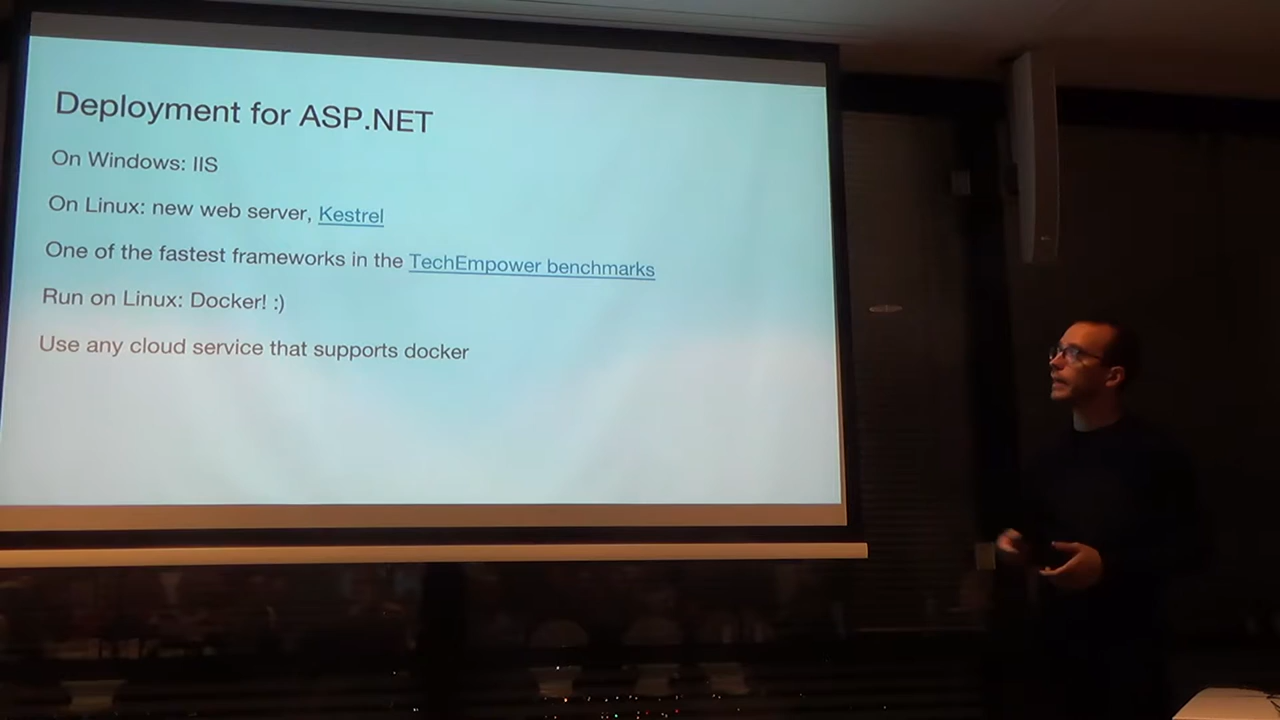 Deployment for ASP.NET
On Windows: IIS
On Linux: new web server, Kestrel
One of the fastest frameworks in the TechEmpower benchmarks
Run on Linux: Docker! :)
Use any cloud service that supports docker